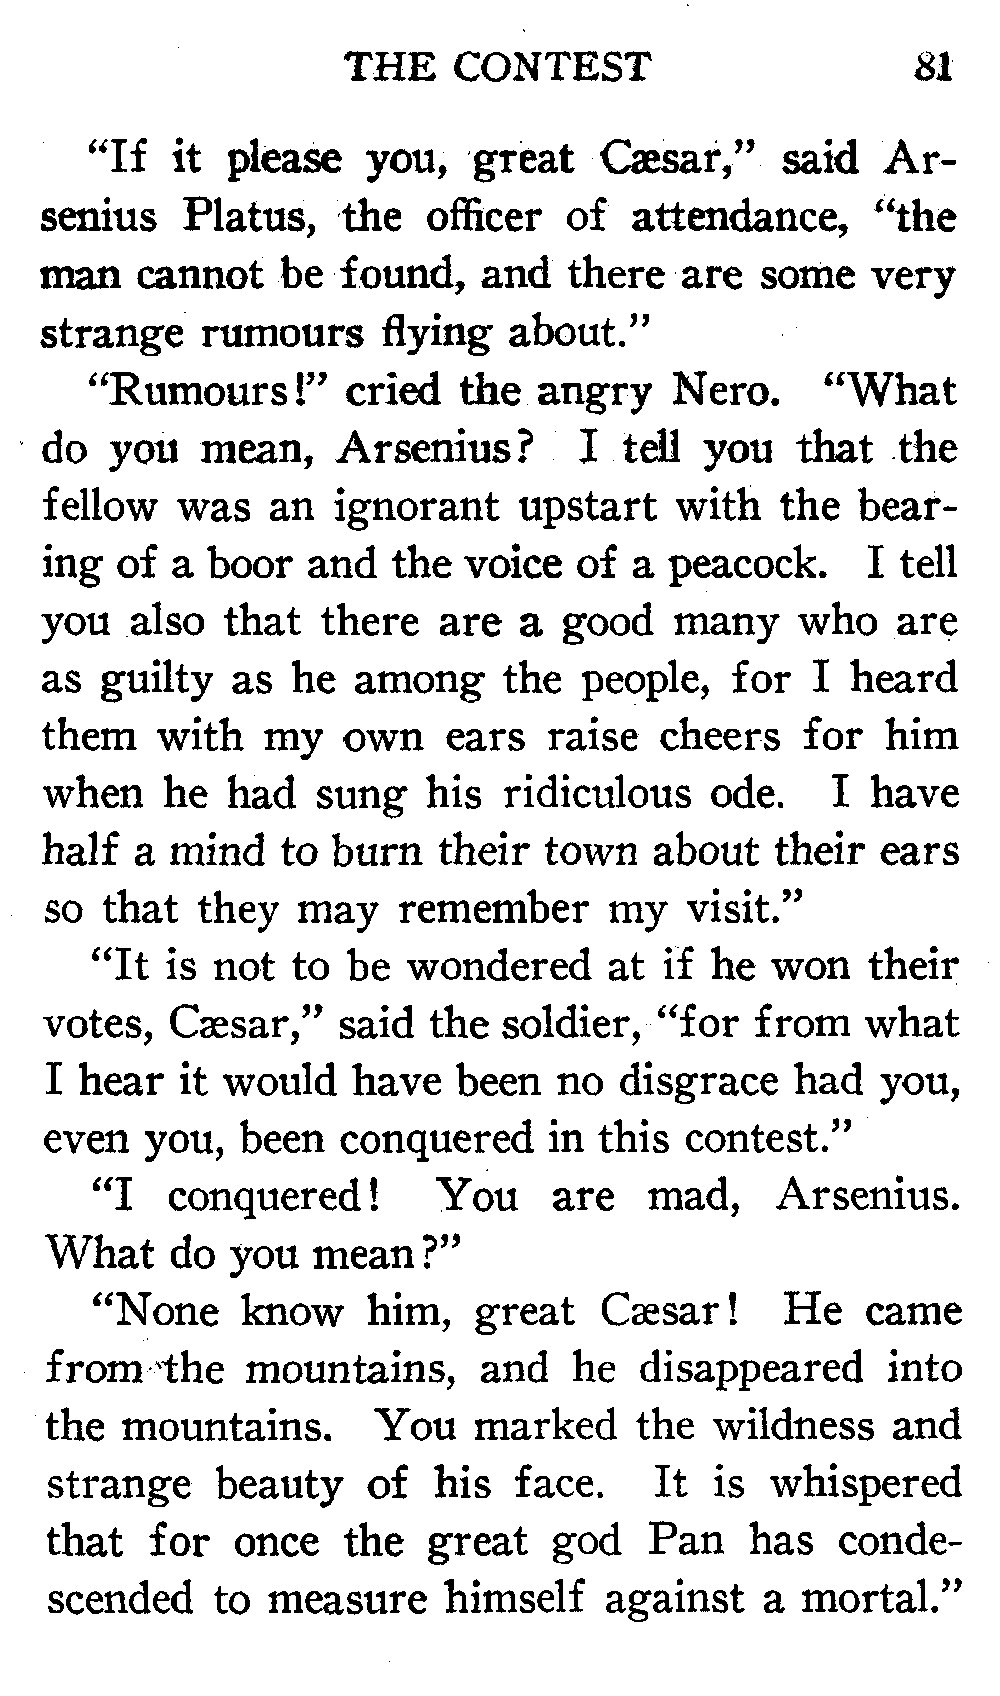 THE CONTEST 81
“If it please you, great Cæsar,” said Ar-
senius Platus, the officer of attendance, “the
man cannot be found, and there are some very
strange rumours flying about.”
“Rumours!” cried the angry Nero. “What
do you mean, Arsenius? I tell you that the
fellow was an ignorant upstart with the bear-
ing of a boor and the voice of a peacock. I tell
you also that there are a good many who are
as guilty as he among the people, for I heard
them with my own ears raise cheers for him
when he had sung his ridiculous ode. I have
half a mind to burn their town about their ears
so that they may remember my visit.”
“It is not to be wondered at if he won their
votes, Cæsar,” said the soldier, “for from what
I hear it would have been no disgrace had you,
even you, been conquered in this contest.”
“I conquered! You are mad, Arsenius.
What do you mean?”
“None know him, great Cæsar! He came
from the mountains, and he disappeared into
the mountains. You marked the wildness and
strange beauty of his face. It is whispered
that for once the great god Pan has conde-
scended to measure himself against a mortal.”